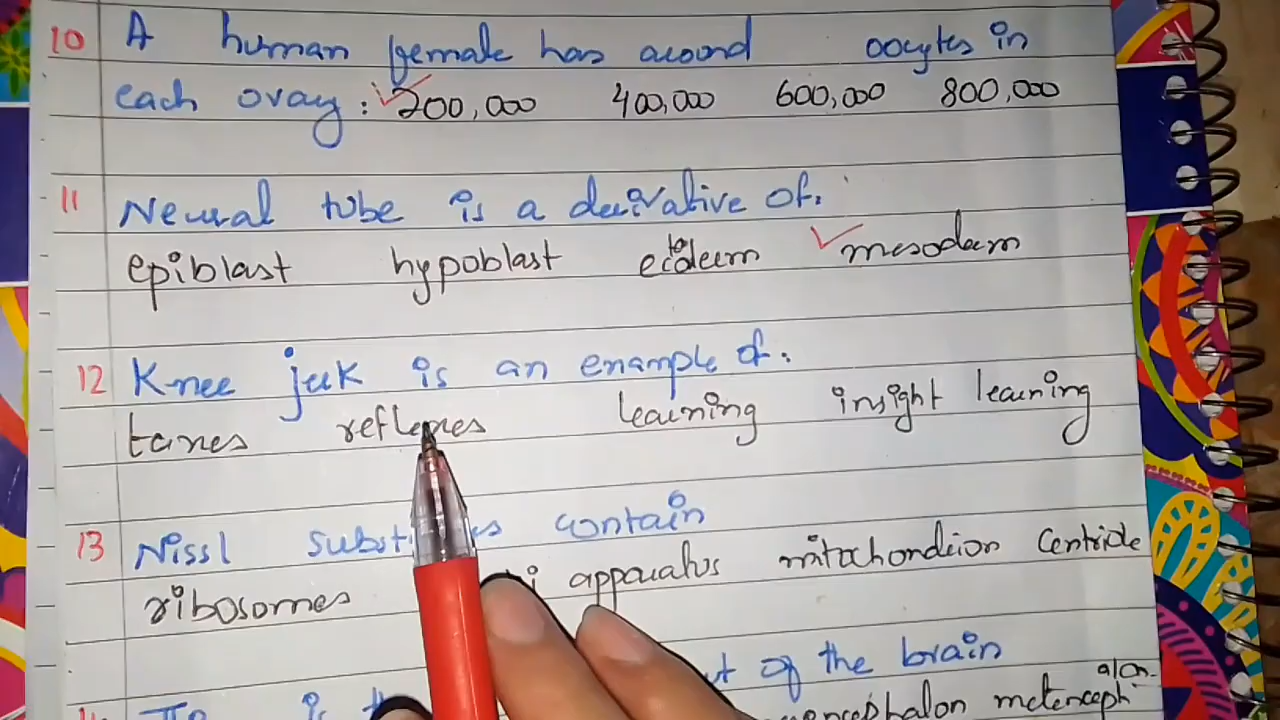 10 A human female has around oocytes in
each ovary: 200,000 400,000 600,000 800,000
11 Neural tube is a derivative of:
epiblast hypoblast ectoderm mesoderm
12 Knee jerk is an example of:
taxes reflexes learning insight learning
13 Nissl contain
ribosomes apparatus mitochondrion Centriole
14 of the brain
alon